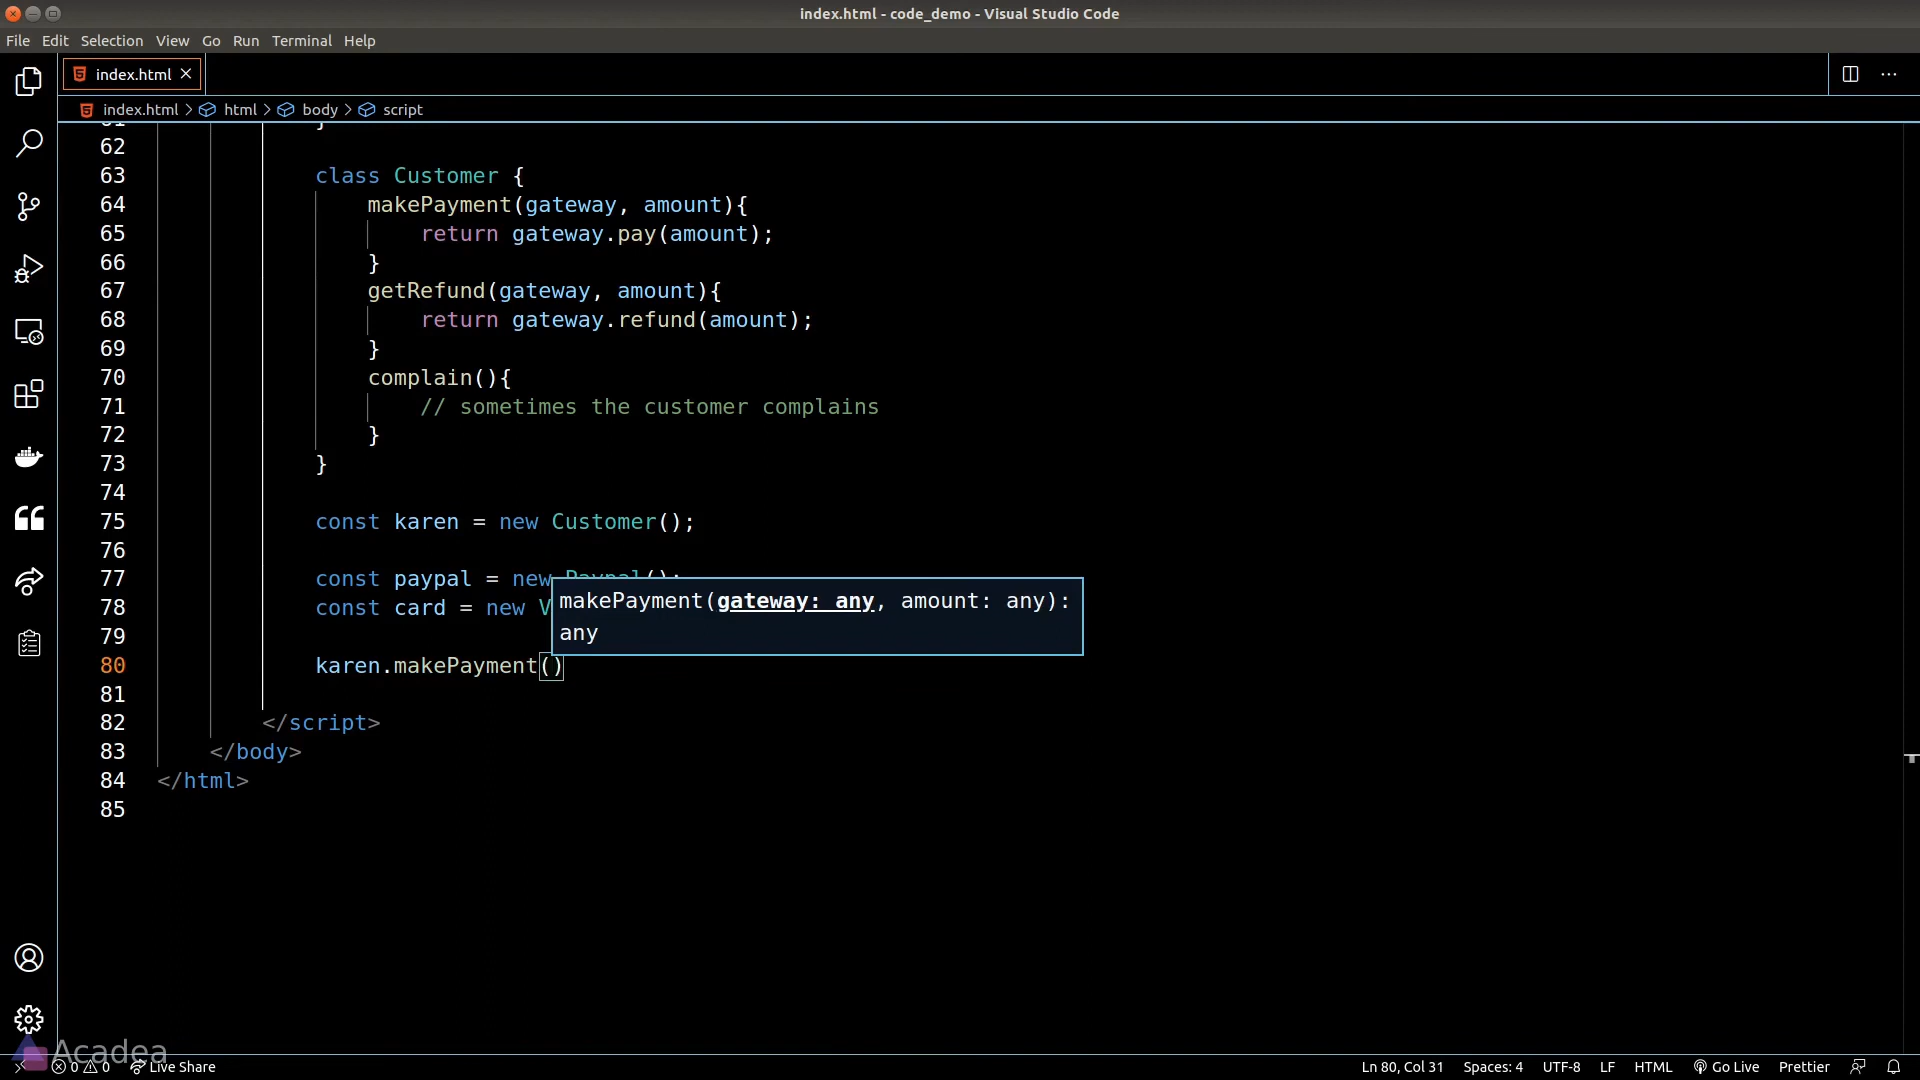 index.html - code_demo - Visual Studio Code
File Edit Selection View Go Run Terminal Help
index.html
index.html > html > body > script
62
63 class Customer {
64 makePayment(gateway, amount){
65 return gateway.pay(amount);
66 }
67 getRefund(gateway, amount){
68 return gateway.refund(amount);
69 }
70 complain(){
71 // sometimes the customer complains
72 }
73 }
74
75 const karen = new Customer();
76
77 const paypal = new Paypal();
makePayment(gateway: any, amount: any):
78 const card = new V
any
79
80 karen.makePayment()
81
82 </script>
83 </body>
84 </html>
85
Acadea
0 0 Live Share Ln 80, Col 31 Spaces: 4 UTF-8 LF HTML Go Live Prettier